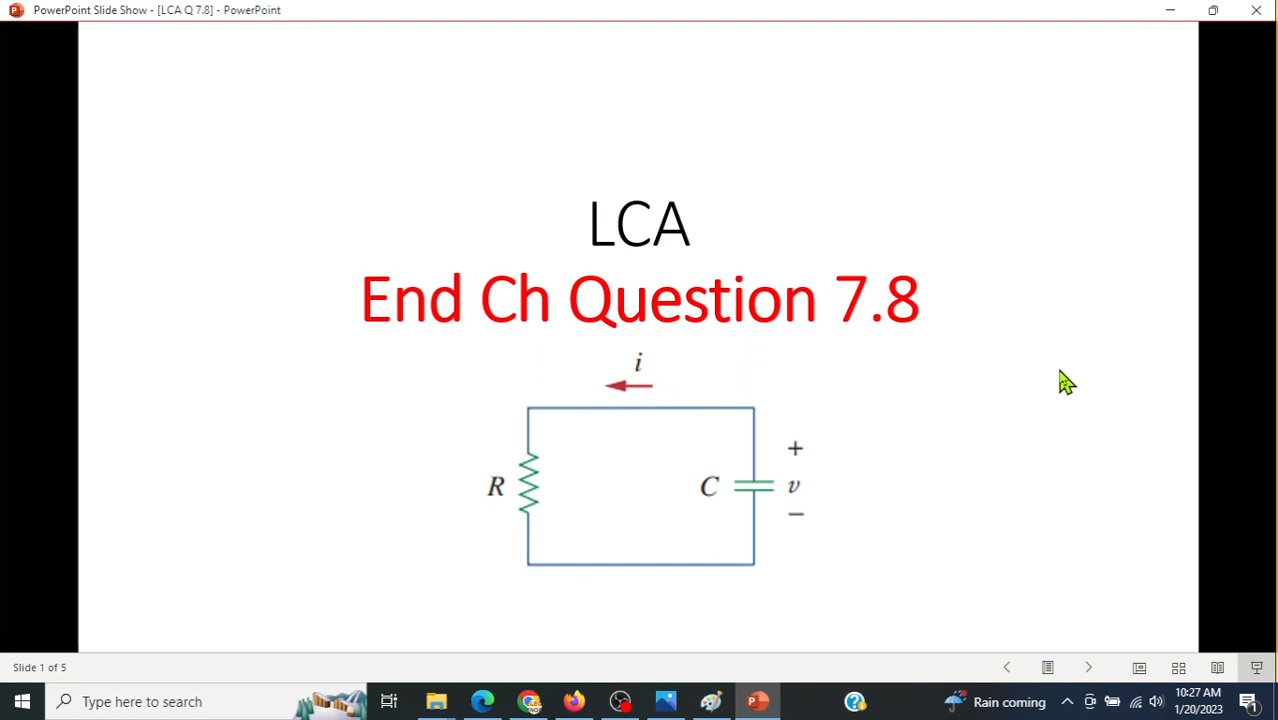 PowerPoint Slide Show - [LCA Q 7.8] - PowerPoint
LCA
End Ch Question 7.8
i
R
C
+
v
−
Slide 1 of 5
Type here to search
Rain coming
10:27 AM
1/20/2023
1